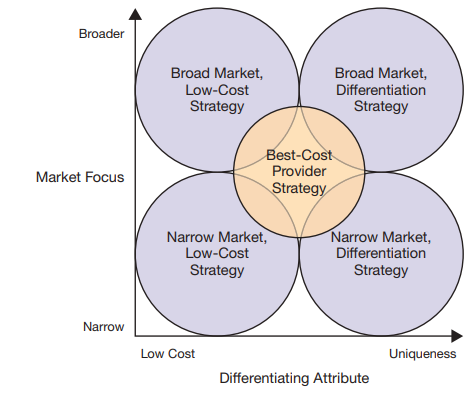 Broader
Broad Market,
Low-Cost
Strategy
Broad Market,
Differentiation
Strategy
Best-Cost
Provider
Strategy
Market Focus
Narrow Market,
Low-Cost
Strategy
Narrow Market,
Differentiation
Strategy
Narrow
Low Cost
Uniqueness
Differentiating Attribute